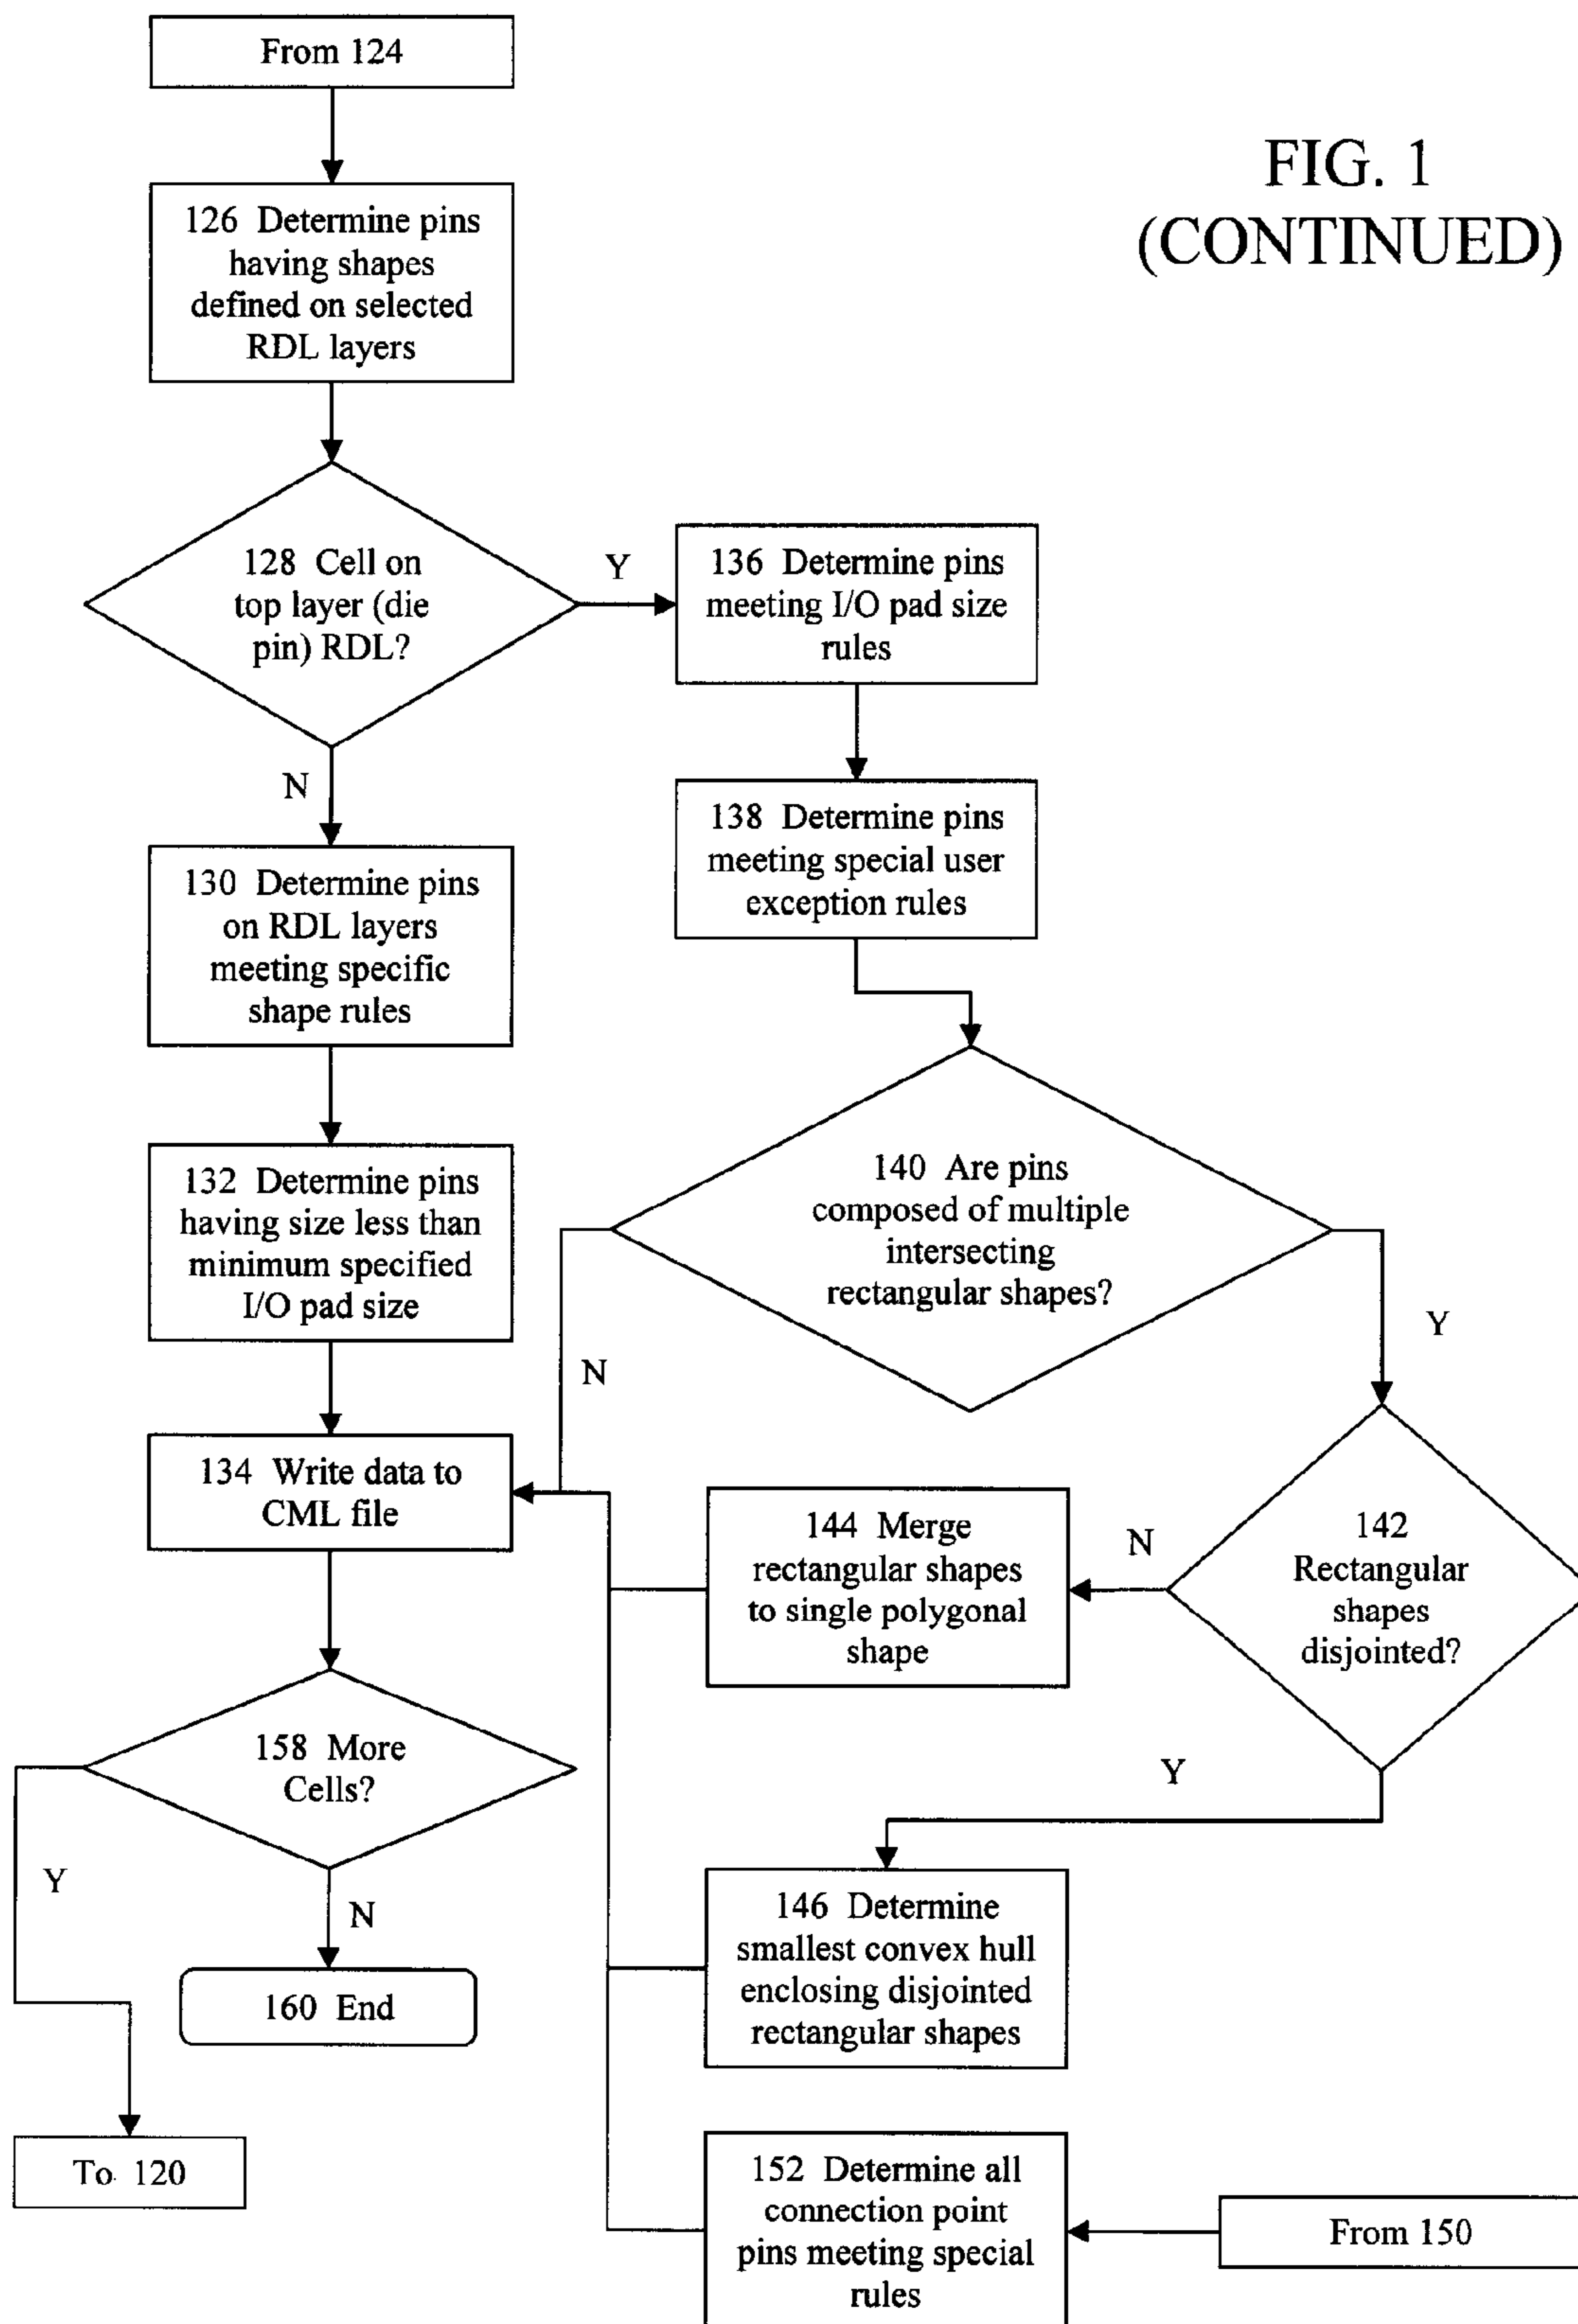 From 124
FIG. 1
(CONTINUED)
126 Determine pins
having shapes
defined on selected
RDL layers
128 Cell on
top layer (die
pin) RDL?
Y
136 Determine pins
meeting I/O pad size
rules
N
138 Determine pins
meeting special user
exception rules
130 Determine pins
on RDL layers
meeting specific
shape rules
140 Are pins
composed of multiple
intersecting
rectangular shapes?
132 Determine pins
having size less than
minimum specified
I/O pad size
Y
N
134 Write data to
CML file
144 Merge
rectangular shapes
to single polygonal
shape
N
142
Rectangular
shapes
disjointed?
158 More
Cells?
Y
Y
N
146 Determine
smallest convex hull
enclosing disjointed
rectangular shapes
160 End
To 120
152 Determine all
connection point
pins meeting special
rules
From 150